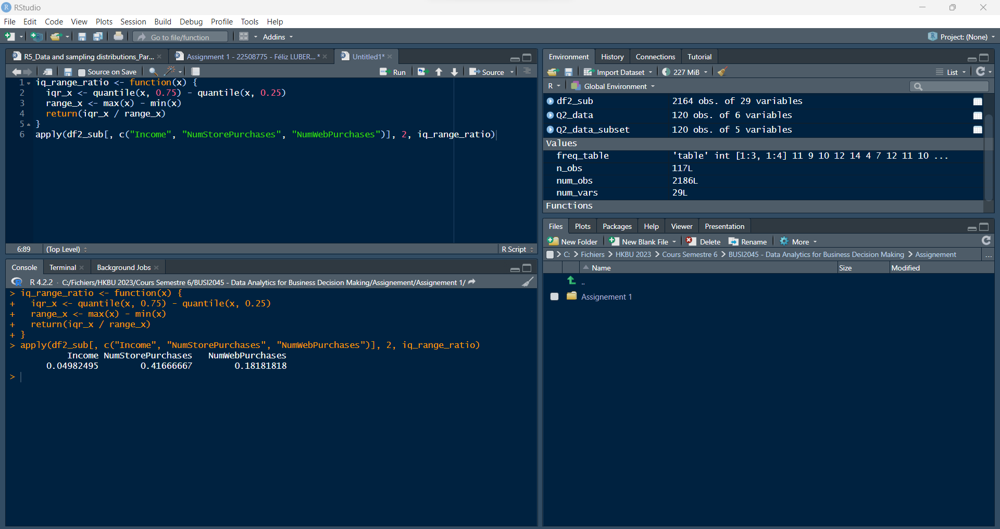 RStudio
File Edit Code View Plots Session Build Debug Profile Tools Help
Go to file/function Addins Project: (None)
R5_Data and sampling distributions_Par... Assignment 1 - 22508775 - Féliz LUBER... * Untitled1*
Source on Save Run Source
1 iq_range_ratio <- function(x) {
2 iqr_x <- quantile(x, 0.75) - quantile(x, 0.25)
3 range_x <- max(x) - min(x)
4 return(iqr_x / range_x)
5 }
6 apply(df2_sub[, c("Income", "NumStorePurchases", "NumWebPurchases")], 2, iq_range_ratio)
6:89 (Top Level) R Script
Console Terminal Background Jobs
R 4.2.2 · C:/Fichiers/HKBU 2023/Cours Semestre 6/BUSI2045 - Data Analytics for Business Decision Making/Assignement/Assignement 1/
> iq_range_ratio <- function(x) {
+ iqr_x <- quantile(x, 0.75) - quantile(x, 0.25)
+ range_x <- max(x) - min(x)
+ return(iqr_x / range_x)
+ }
> apply(df2_sub[, c("Income", "NumStorePurchases", "NumWebPurchases")], 2, iq_range_ratio)
Income NumStorePurchases NumWebPurchases
0.04982495 0.41666667 0.18181818
>
Environment History Connections Tutorial
Import Dataset 227 MiB List
R Global Environment
df2_sub 2164 obs. of 29 variables
Q2_data 120 obs. of 6 variables
Q2_data_subset 120 obs. of 5 variables
Values
freq_table 'table' int [1:3, 1:4] 11 9 10 12 14 4 7 12 11 10 ...
n_obs 117L
num_obs 2186L
num_vars 29L
Functions
Files Plots Packages Help Viewer Presentation
New Folder New Blank File Delete Rename More
C: > Fichiers > HKBU 2023 > Cours Semestre 6 > BUSI2045 - Data Analytics for Business Decision Making > Assignement ...
Name Size Modified
..
Assignement 1